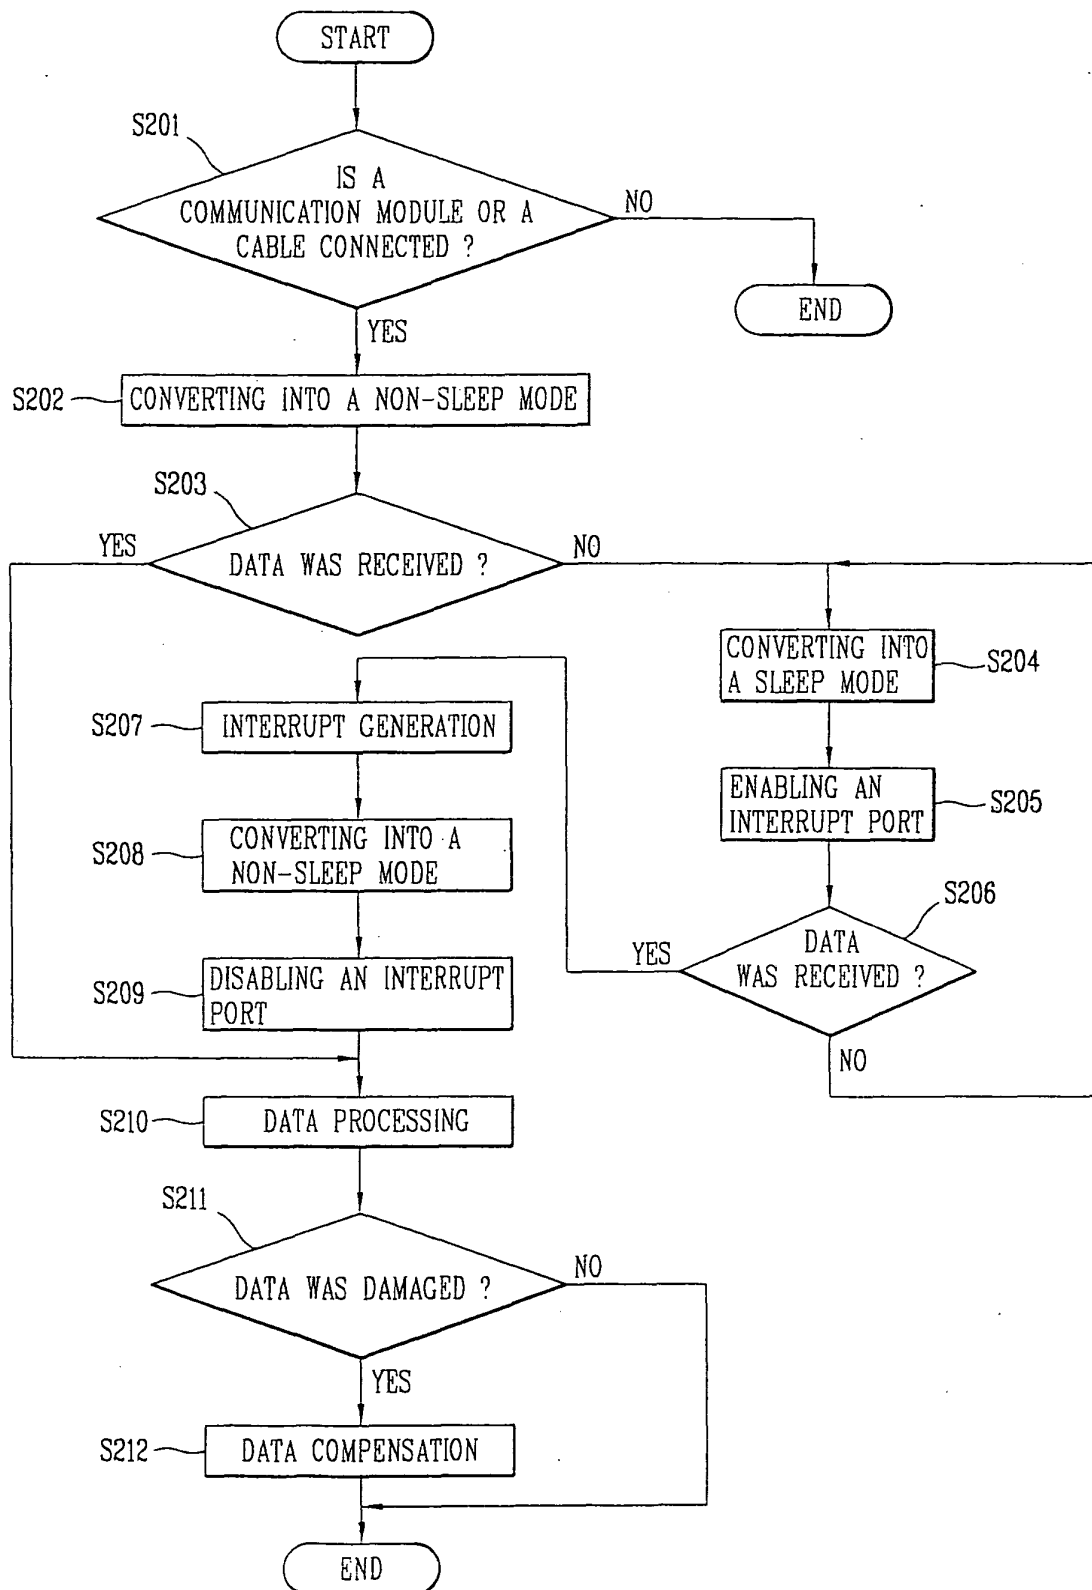 START
S201
IS A
COMMUNICATION MODULE OR A
CABLE CONNECTED ?
NO
END
YES
S202
CONVERTING INTO A NON-SLEEP MODE
S203
YES
DATA WAS RECEIVED ?
NO
CONVERTING INTO
A SLEEP MODE
S204
S207
INTERRUPT GENERATION
ENABLING AN
INTERRUPT PORT
S205
S208
CONVERTING INTO A
NON-SLEEP MODE
S206
YES
DATA
WAS RECEIVED ?
NO
S209
DISABLING AN INTERRUPT
PORT
S210
DATA PROCESSING
S211
DATA WAS DAMAGED ?
NO
YES
S212
DATA COMPENSATION
END